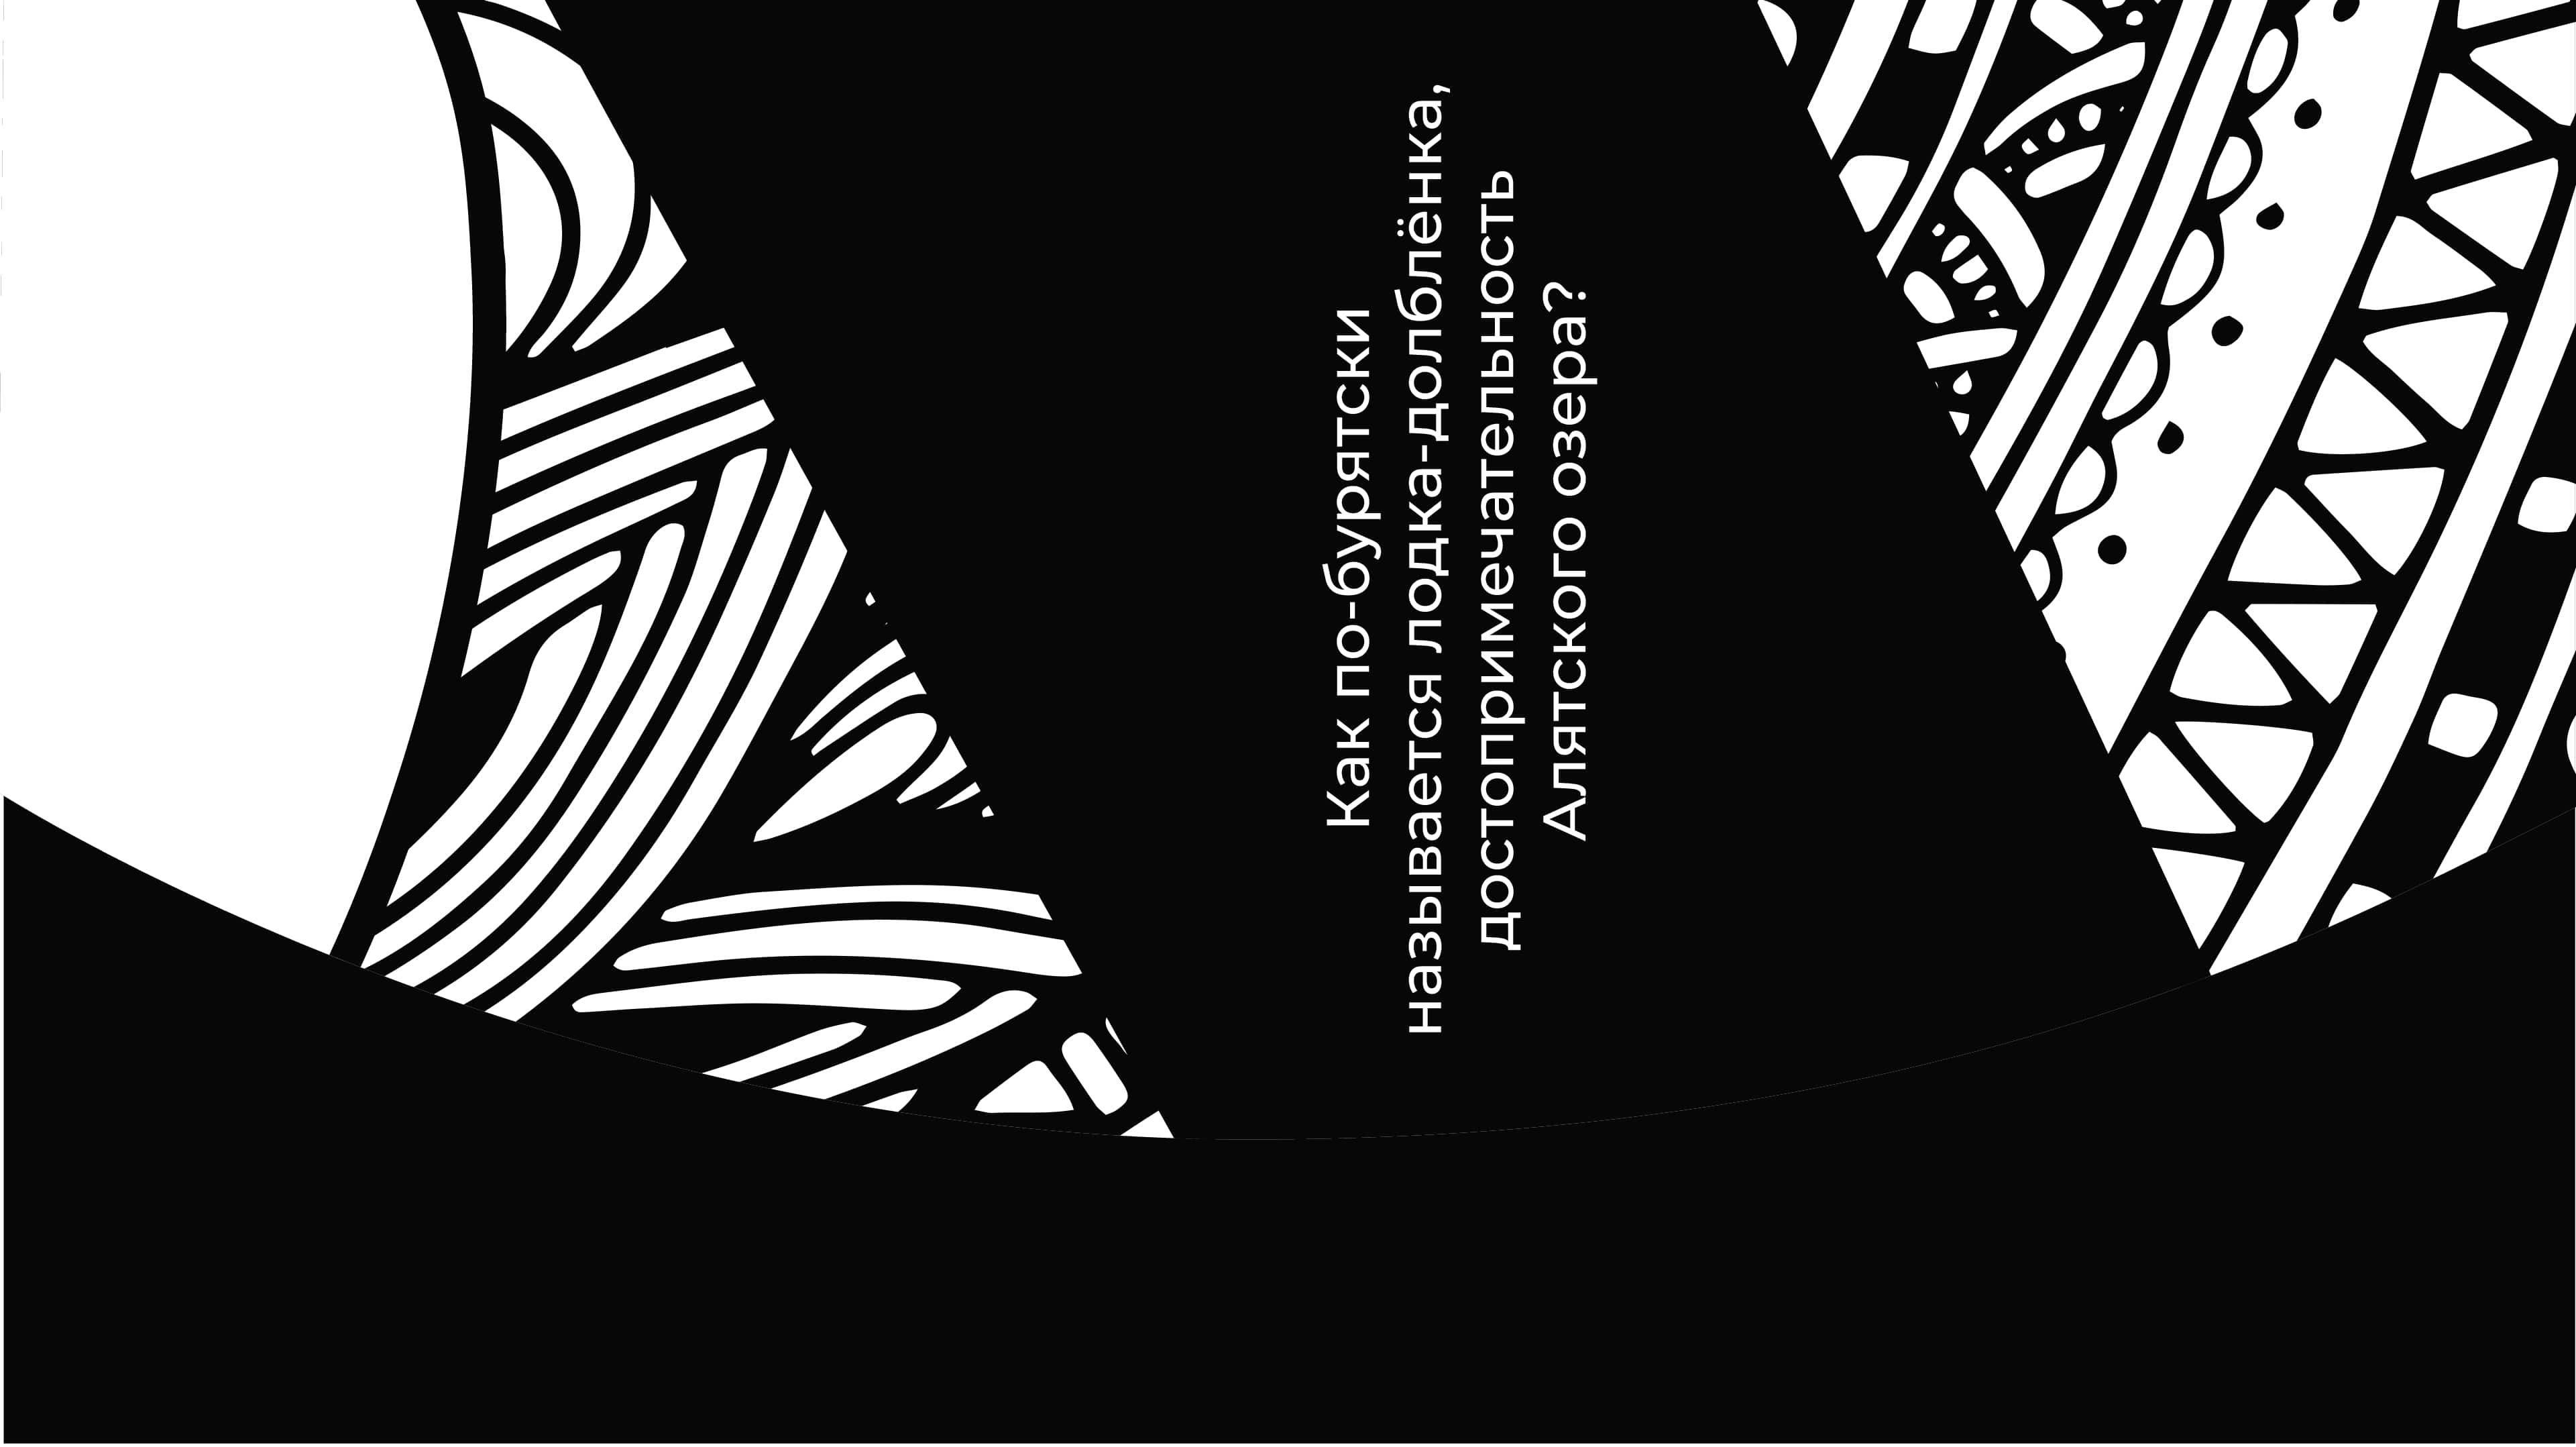 Как по-бурятски
называется лодка-долблёнка,
достопримечательность
Алятского озера?